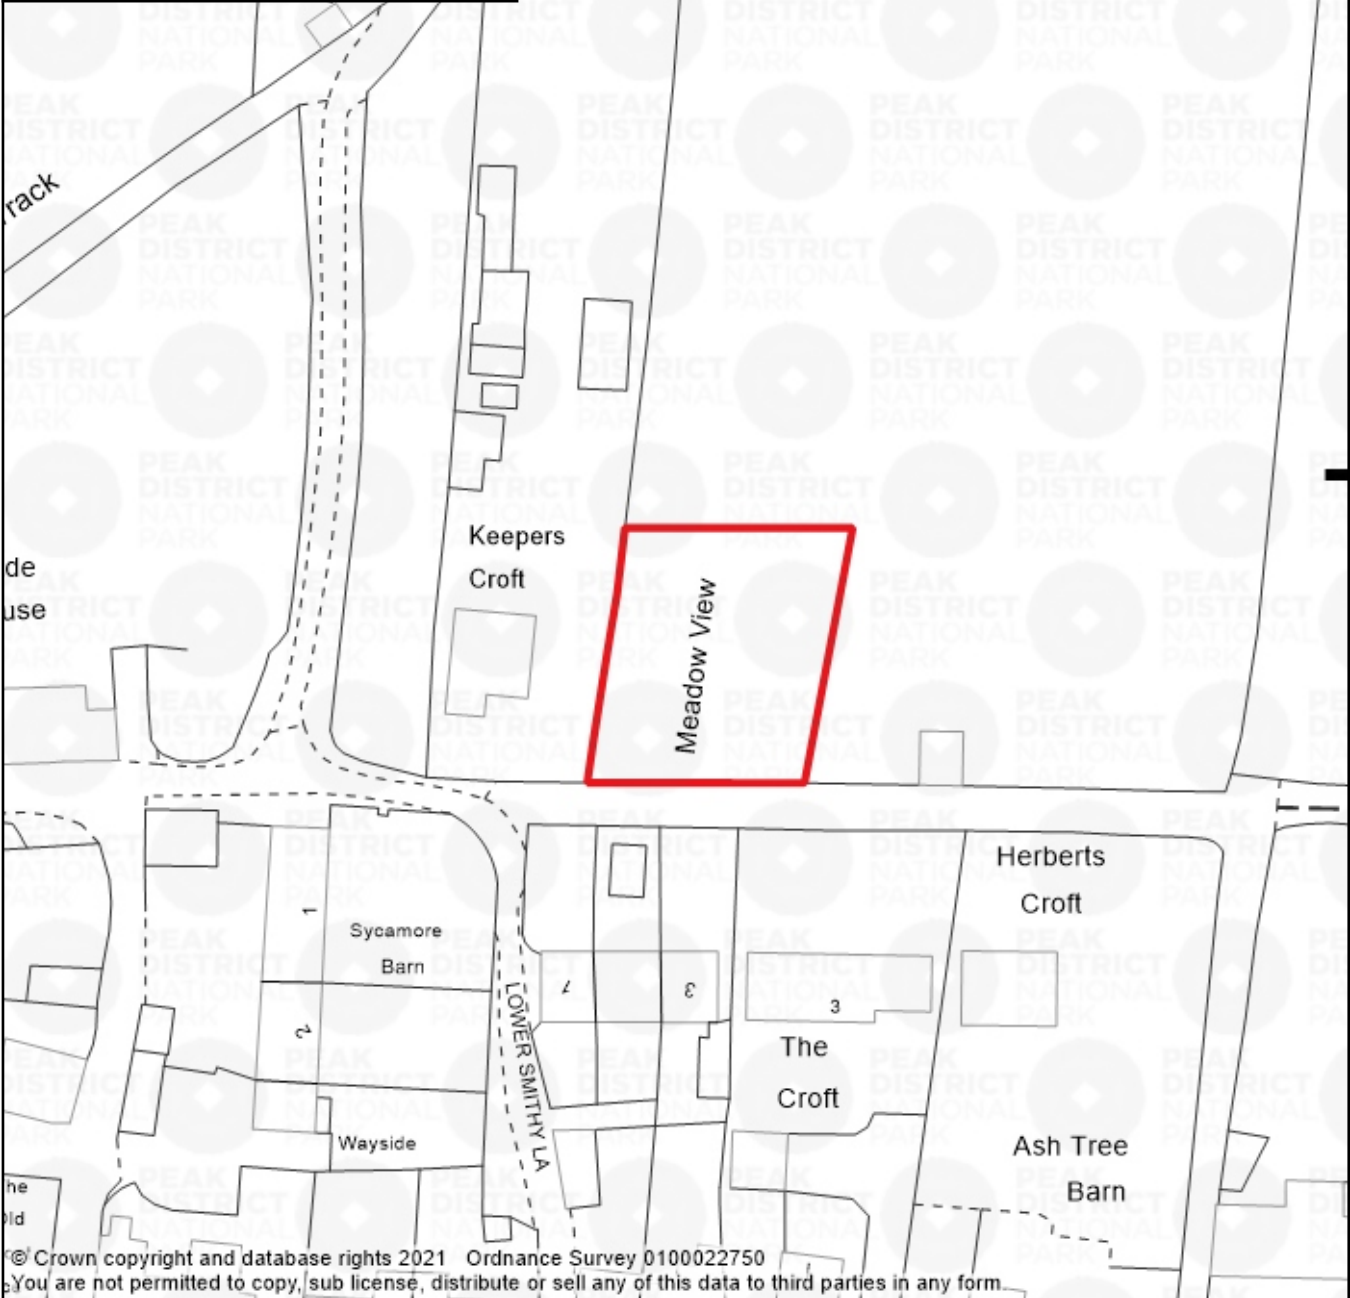 rack
de
use
Keepers
Croft
Meadow View
Herberts
Croft
1
Sycamore
Barn
2
LOWER SMITHY LA
1
3
3
The
Croft
Wayside
Ash Tree
Barn
he
old
© Crown copyright and database rights 2021 Ordnance Survey 0100022750
You are not permitted to copy, sub license, distribute or sell any of this data to third parties in any form
PEAK
DISTRICT
NATIONAL
PARK